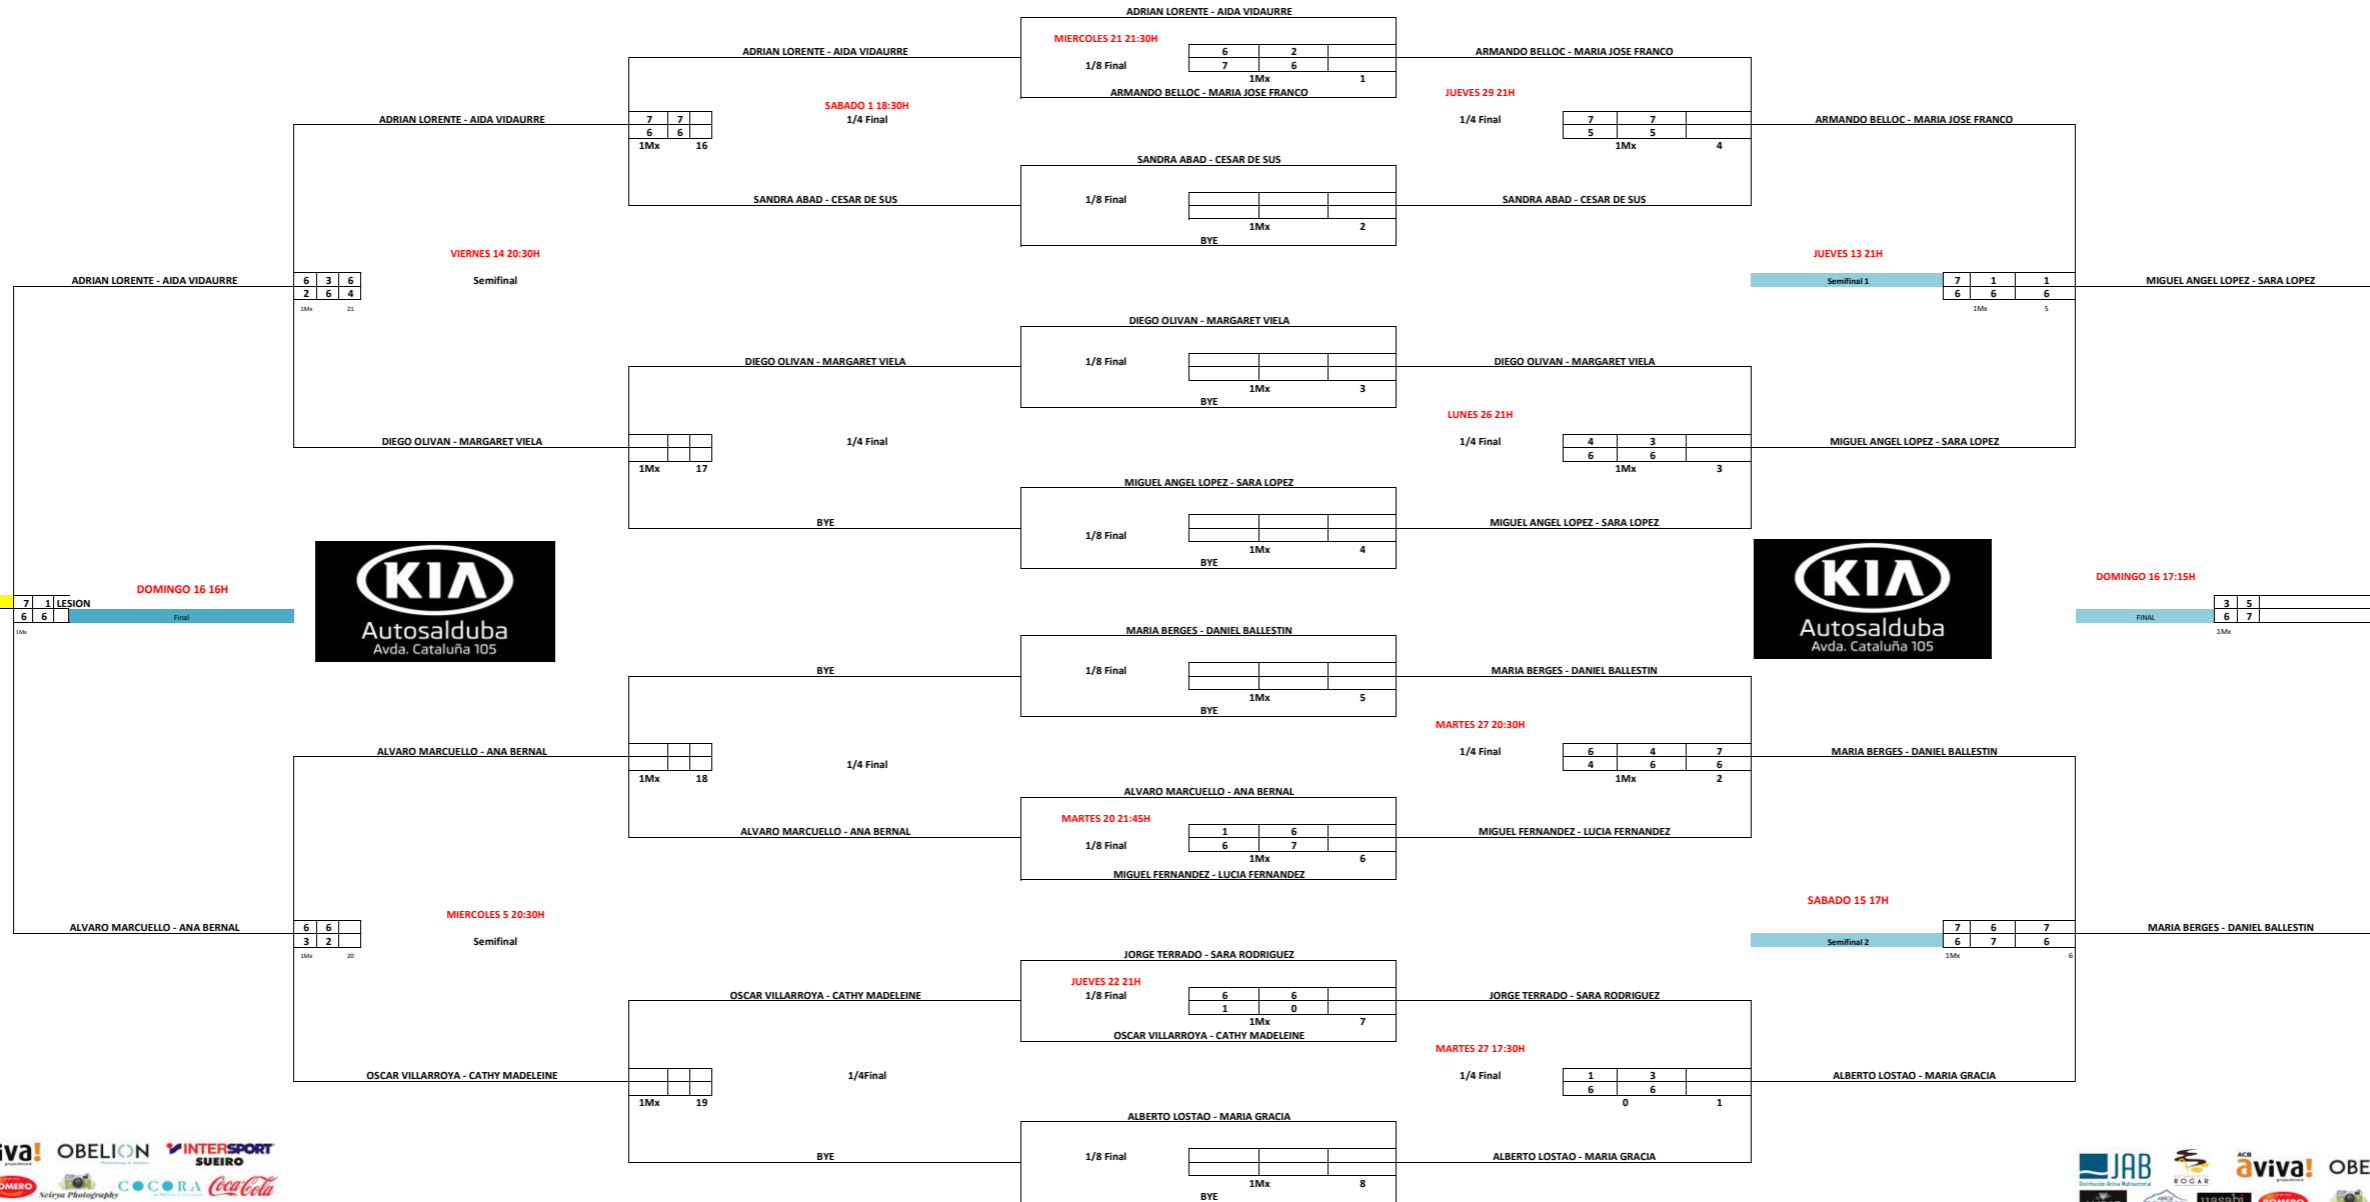 ADRIAN LORENTE - AIDA VIDAURRE
MIERCOLES 21 21:30H
ADRIAN LORENTE - AIDA VIDAURRE
6 2
ARMANDO BELLOC - MARIA JOSE FRANCO
1/8 Final
7 6
1Mx 1
ARMANDO BELLOC - MARIA JOSE FRANCO
SABADO 1 18:30H
JUEVES 29 21H
ADRIAN LORENTE - AIDA VIDAURRE
7 7
1/4 Final
1/4 Final
7 7
ARMANDO BELLOC - MARIA JOSE FRANCO
6 6
5 5
1Mx 16
1Mx 4
SANDRA ABAD - CESAR DE SUS
SANDRA ABAD - CESAR DE SUS
1/8 Final
SANDRA ABAD - CESAR DE SUS
1Mx 2
BYE
VIERNES 14 20:30H
JUEVES 13 21H
ADRIAN LORENTE - AIDA VIDAURRE
6 3 6
Semifinal
Semifinal 1
7 1 1
MIGUEL ANGEL LOPEZ - SARA LOPEZ
2 6 4
6 6 6
1Mx 21
1Mx 5
DIEGO OLIVAN - MARGARET VIELA
DIEGO OLIVAN - MARGARET VIELA
1/8 Final
DIEGO OLIVAN - MARGARET VIELA
1Mx 3
BYE
LUNES 26 21H
DIEGO OLIVAN - MARGARET VIELA
1/4 Final
1/4 Final
4 3
MIGUEL ANGEL LOPEZ - SARA LOPEZ
6 6
1Mx 17
1Mx 3
MIGUEL ANGEL LOPEZ - SARA LOPEZ
BYE
1/8 Final
MIGUEL ANGEL LOPEZ - SARA LOPEZ
1Mx 4
BYE
KIA
Autosalduba
Avda. Cataluña 105
KIA
Autosalduba
Avda. Cataluña 105
DOMINGO 16 16H
DOMINGO 16 17:15H
7 1 LESION
3 5
6 6
Final
FINAL
6 7
1Mx
1Mx
MARIA BERGES - DANIEL BALLESTIN
BYE
1/8 Final
MARIA BERGES - DANIEL BALLESTIN
1Mx 5
BYE
MARTES 27 20:30H
ALVARO MARCUELLO - ANA BERNAL
1/4 Final
1/4 Final
6 4 7
MARIA BERGES - DANIEL BALLESTIN
4 6 6
1Mx 18
1Mx 2
ALVARO MARCUELLO - ANA BERNAL
MARTES 20 21:45H
ALVARO MARCUELLO - ANA BERNAL
1 6
MIGUEL FERNANDEZ - LUCIA FERNANDEZ
1/8 Final
6 7
1Mx 6
MIGUEL FERNANDEZ - LUCIA FERNANDEZ
MIERCOLES 5 20:30H
SABADO 15 17H
ALVARO MARCUELLO - ANA BERNAL
6 6
7 6 7
MARIA BERGES - DANIEL BALLESTIN
3 2
Semifinal
Semifinal 2
6 7 6
1Mx 20
1Mx 6
JORGE TERRADO - SARA RODRIGUEZ
JUEVES 22 21H
OSCAR VILLARROYA - CATHY MADELEINE
1/8 Final
6 6
JORGE TERRADO - SARA RODRIGUEZ
1 0
1Mx 7
OSCAR VILLARROYA - CATHY MADELEINE
MARTES 27 17:30H
OSCAR VILLARROYA - CATHY MADELEINE
1/4Final
1/4 Final
1 3
ALBERTO LOSTAO - MARIA GRACIA
6 6
1Mx 19
0 1
ALBERTO LOSTAO - MARIA GRACIA
BYE
1/8 Final
ALBERTO LOSTAO - MARIA GRACIA
1Mx 8
BYE
iva! OBELION INTERSPORT
SUEIRO
OMERO Seirya Photography COCORA Coca-Cola
JAB ROGAR ACB aviva! OBE
uasabi ROMERO